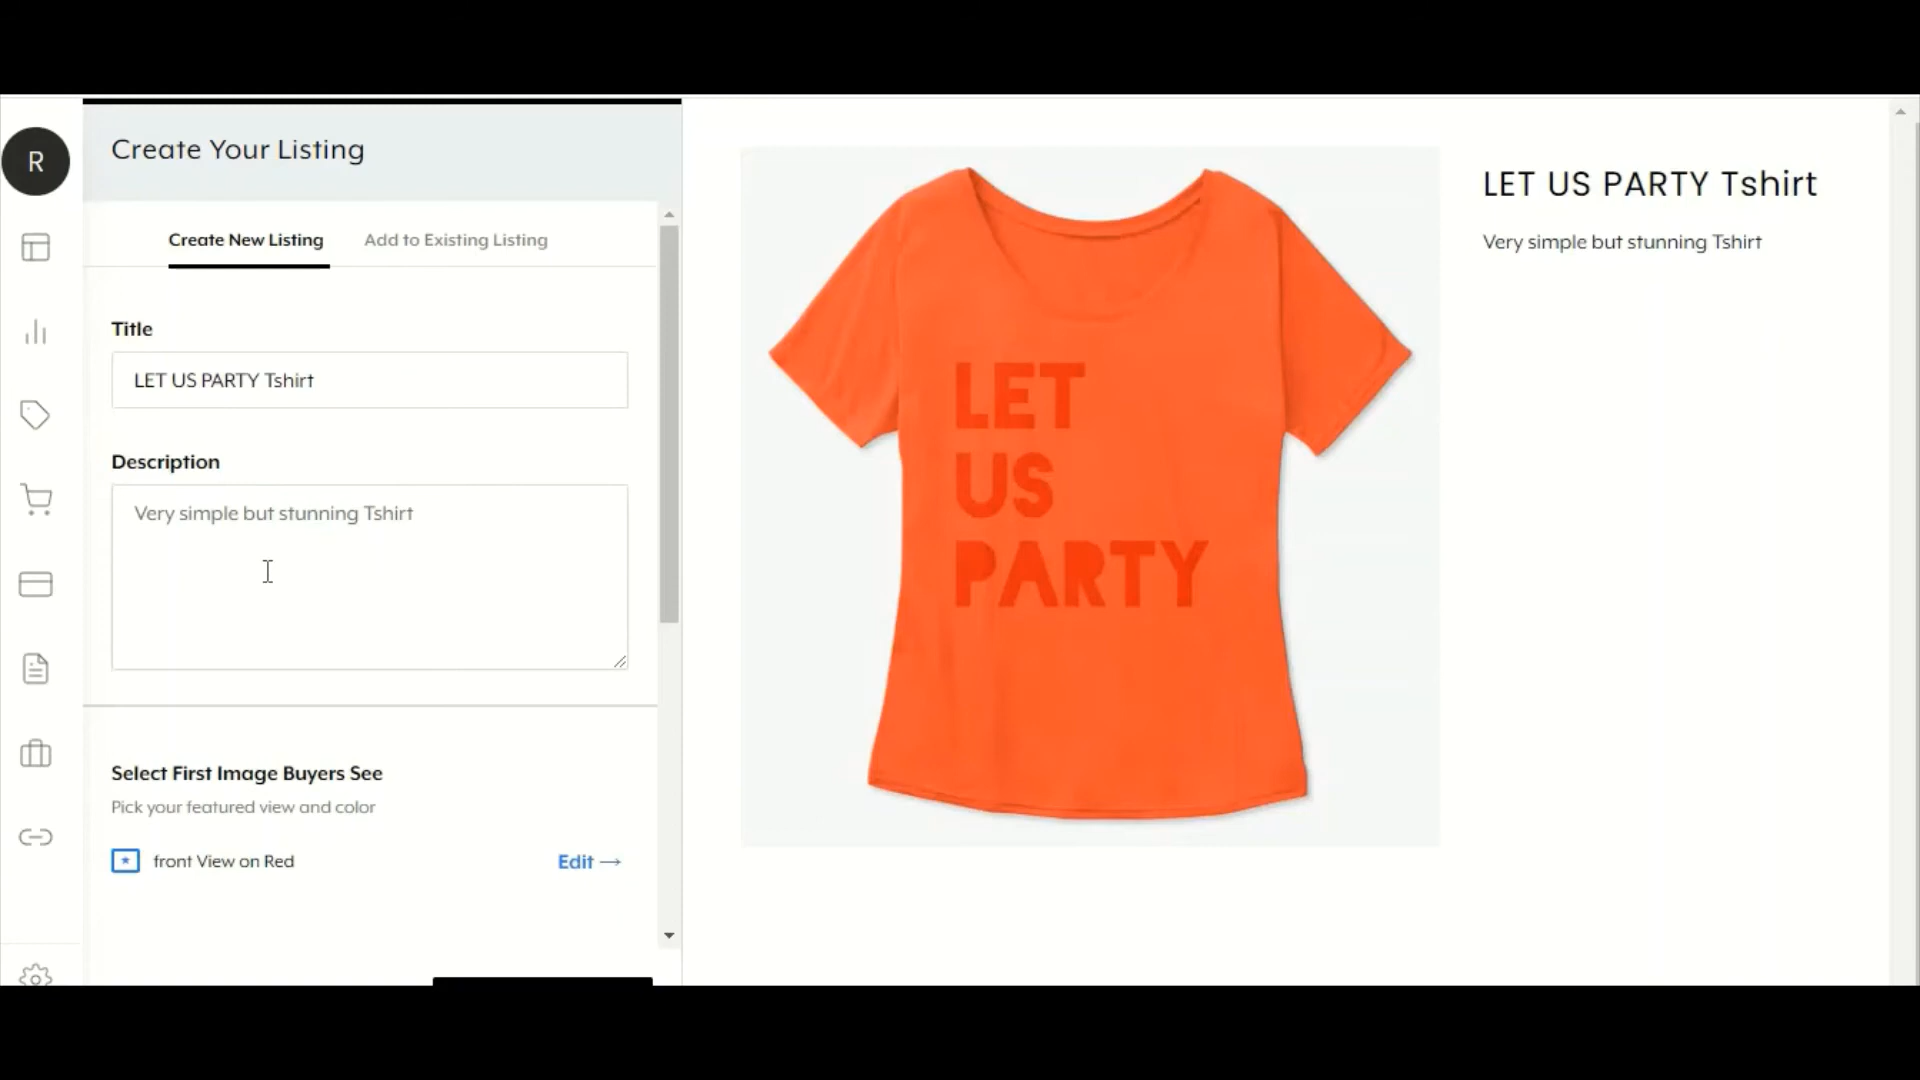 R
Create Your Listing
Create New Listing
Add to Existing Listing
Title
LET US PARTY Tshirt
Description
Very simple but stunning Tshirt
Select First Image Buyers See
Pick your featured view and color
front View on Red
Edit →
LET
US
PARTY
LET US PARTY Tshirt
Very simple but stunning Tshirt